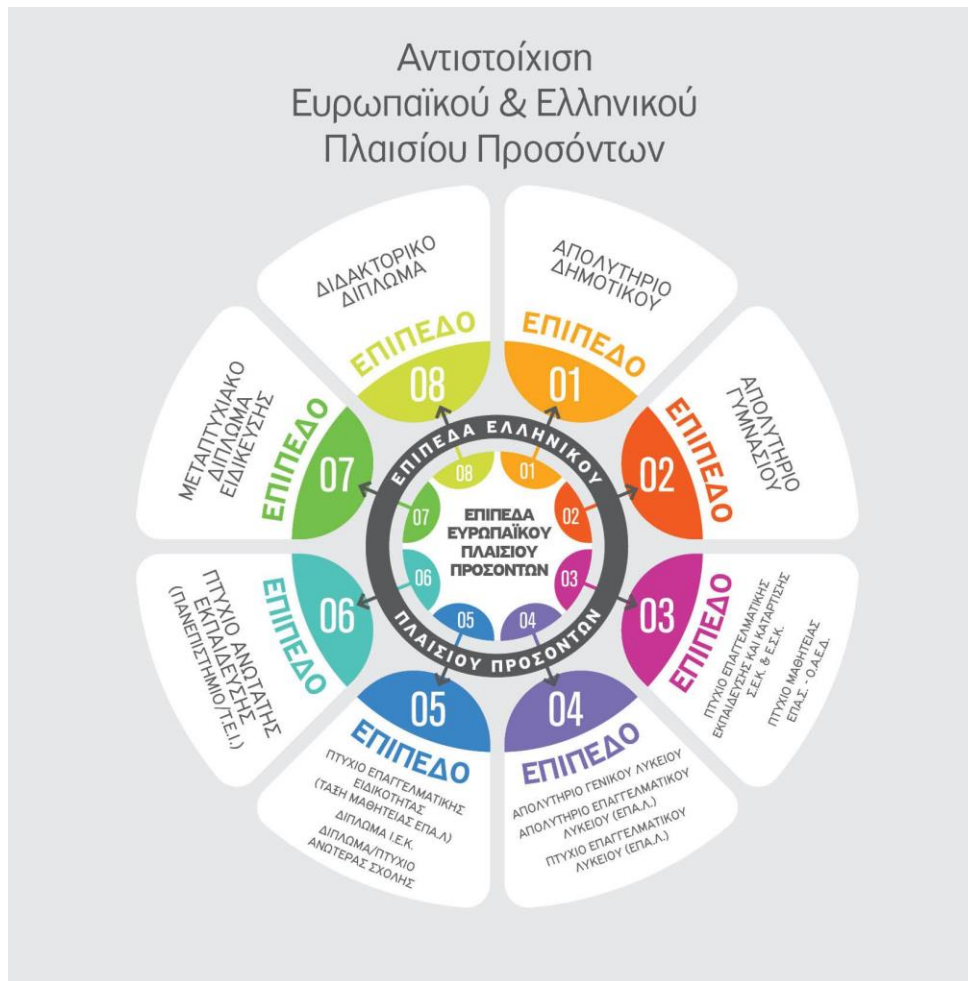 Αντιστοίχιση
Ευρωπαϊκού & Ελληνικού
Πλαισίου Προσόντων
ΑΠΟΛΥΤΗΡΙΟ
ΔΗΜΟΤΙΚΟΥ
ΕΠΙΠΕΔΟ
01
ΑΠΟΛΥΤΗΡΙΟ
ΓΥΜΝΑΣΙΟΥ
ΕΠΙΠΕΔΟ
02
ΕΠΙΠΕΔΟ
03
ΠΤΥΧΙΟ ΕΠΑΓΓΕΛΜΑΤΙΚΗΣ
ΕΚΠΑΙΔΕΥΣΗΣ ΚΑΙ ΚΑΤΑΡΤΙΣΗΣ
Σ.Ε.Κ. & Ε.Σ.Κ.
ΠΤΥΧΙΟ ΜΑΘΗΤΕΙΑΣ
ΕΠΑ.Σ. - Ο.Α.Ε.Δ.
04
ΕΠΙΠΕΔΟ
ΑΠΟΛΥΤΗΡΙΟ ΓΕΝΙΚΟΥ ΛΥΚΕΙΟΥ
ΑΠΟΛΥΤΗΡΙΟ ΕΠΑΓΓΕΛΜΑΤΙΚΟΥ
ΛΥΚΕΙΟΥ (ΕΠΑ.Λ.)
ΠΤΥΧΙΟ ΕΠΑΓΓΕΛΜΑΤΙΚΟΥ
ΛΥΚΕΙΟΥ (ΕΠΑ.Λ.)
05
ΕΠΙΠΕΔΟ
ΠΤΥΧΙΟ ΕΠΑΓΓΕΛΜΑΤΙΚΗΣ
ΕΙΔΙΚΟΤΗΤΑΣ
(ΤΑΞΗ ΜΑΘΗΤΕΙΑΣ ΕΠΑ.Λ)
ΔΙΠΛΩΜΑ Ι.Ε.Κ.
ΔΙΠΛΩΜΑ/ΠΤΥΧΙΟ
ΑΝΩΤΕΡΑΣ ΣΧΟΛΗΣ
06
ΕΠΙΠΕΔΟ
ΠΤΥΧΙΟ ΑΝΩΤΑΤΗΣ
ΕΚΠΑΙΔΕΥΣΗΣ
(ΠΑΝΕΠΙΣΤΗΜΙΟ/Τ.Ε.Ι.)
ΜΕΤΑΠΤΥΧΙΑΚΟ
ΔΙΠΛΩΜΑ
ΕΙΔΙΚΕΥΣΗΣ
ΕΠΙΠΕΔΟ
07
ΔΙΔΑΚΤΟΡΙΚΟ
ΔΙΠΛΩΜΑ
ΕΠΙΠΕΔΟ
08
ΕΠΙΠΕΔΑ ΕΛΛΗΝΙΚΟΥ
ΠΛΑΙΣΙΟΥ ΠΡΟΣΟΝΤΩΝ
01
02
03
04
05
06
07
08
ΕΠΙΠΕΔΑ
ΕΥΡΩΠΑΪΚΟΥ
ΠΛΑΙΣΙΟΥ
ΠΡΟΣΟΝΤΩΝ